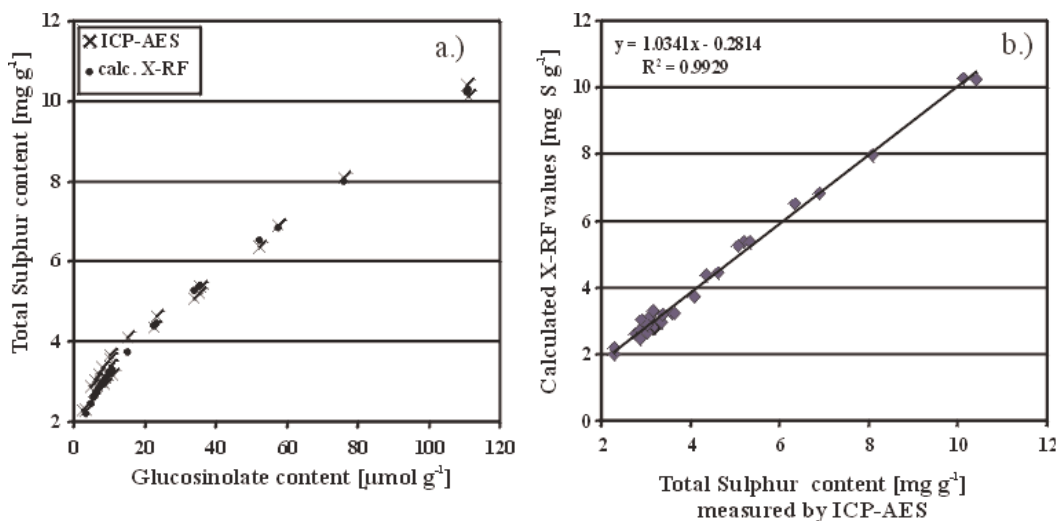 12
10
8
6
4
2
Total Sulphur content [mg g-1]
ICP-AES
calc. X-RF
a.)
0
20
40
60
80
100
120
Glucosinolate content [μmol g-1]
12
10
8
6
4
2
0
Calculated X-RF values [mg S g-1]
y = 1.0341x - 0.2814
R2 = 0.9929
b.)
2
4
6
8
10
12
Total Sulphur content [mg g-1]
measured by ICP-AES